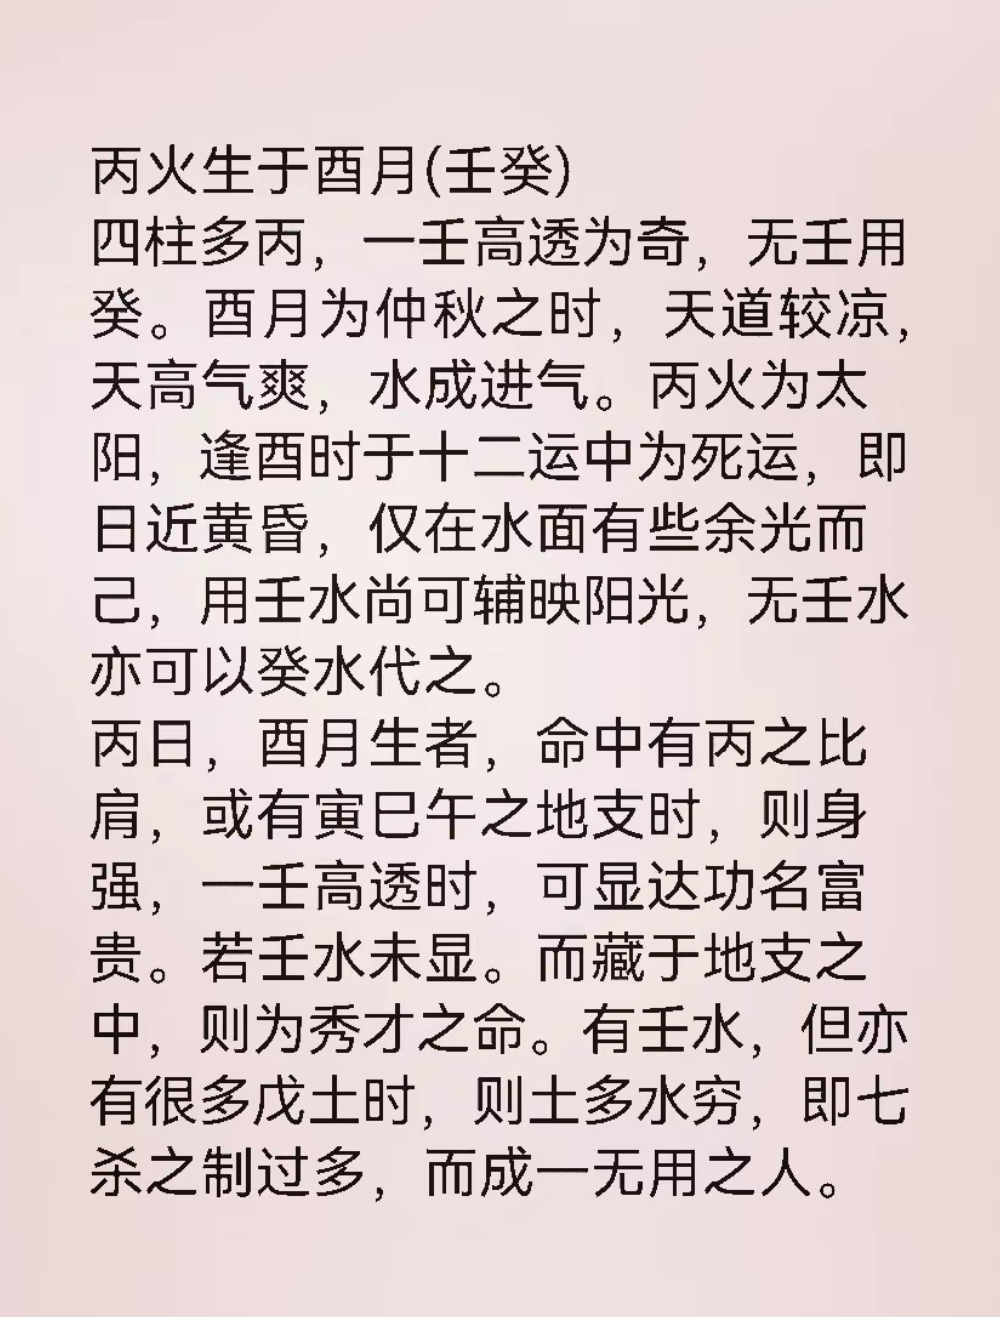 丙火生于酉月(壬癸)
四柱多丙，一壬高透为奇，无壬用
癸。酉月为仲秋之时，天道较凉，
天高气爽，水成进气。丙火为太
阳，逢酉时于十二运中为死运，即
日近黄昏，仅在水面有些余光而
己，用壬水尚可辅映阳光，无壬水
亦可以癸水代之。
丙日，酉月生者，命中有丙之比
肩，或有寅巳午之地支时，则身
强，一壬高透时，可显达功名富
贵。若壬水未显。而藏于地支之
中，则为秀才之命。有壬水，但亦
有很多戊土时，则土多水穷，即七
杀之制过多，而成一无用之人。